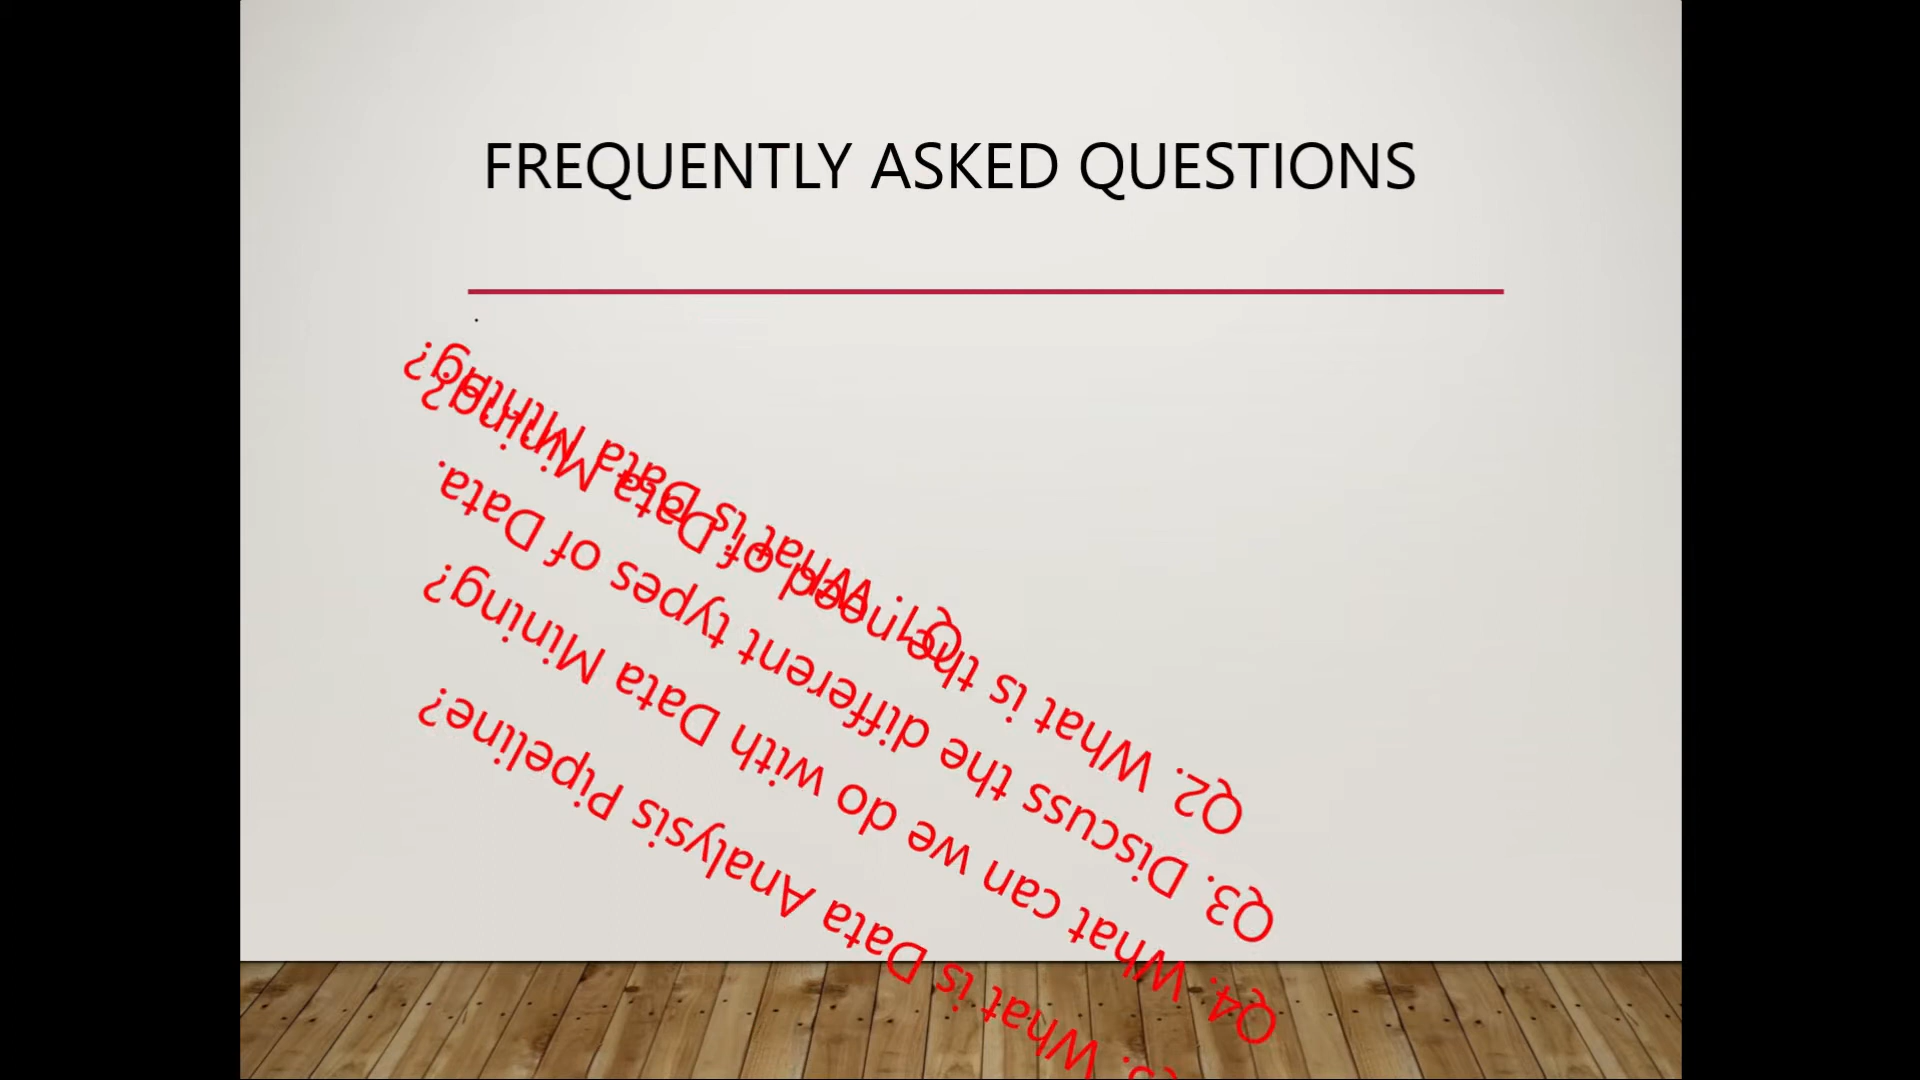 FREQUENTLY ASKED QUESTIONS
Q1. What is Data Mining?
Q2. What is the need of Data Mining?
Q3. Discuss the different types of Data.
Q4. What can we do with Data Mining?
What is Data Analysis Pipeline?